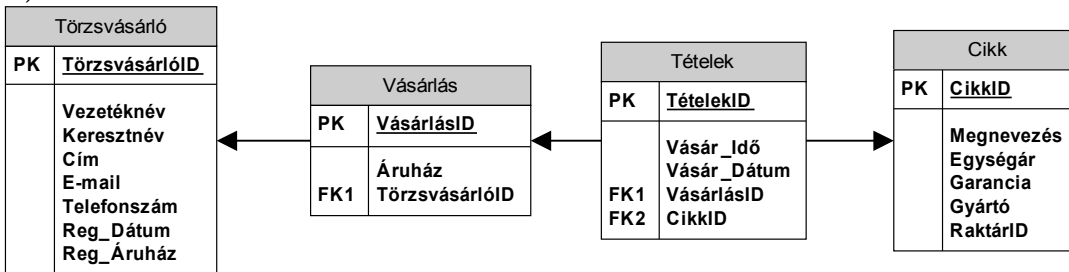 Törzsvásárló
PK TörzsvásárlóID
Vezetéknév
Keresztnév
Cím
E-mail
Telefonszám
Reg_Dátum
Reg_Áruház
Vásárlás
PK VásárlásID
Áruház
FK1 TörzsvásárlóID
Tételek
PK TételekID
Vásár_Idő
Vásár_Dátum
FK1 VásárlásID
FK2 CikkID
Cikk
PK CikkID
Megnevezés
Egységár
Garancia
Gyártó
RaktárID